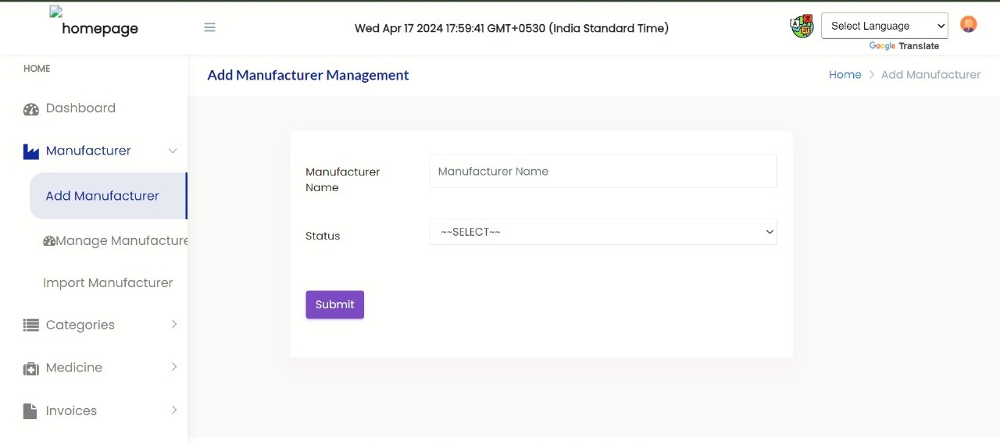 homepage
Wed Apr 17 2024 17:59:41 GMT+0530 (India Standard Time)
Select Language
Google Translate
HOME
Add Manufacturer Management
Home > Add Manufacturer
Dashboard
Manufacturer
Add Manufacturer
Manage Manufacture
Import Manufacturer
Categories
Medicine
Invoices
Manufacturer
Name
Manufacturer Name
Status
~~SELECT~~
Submit